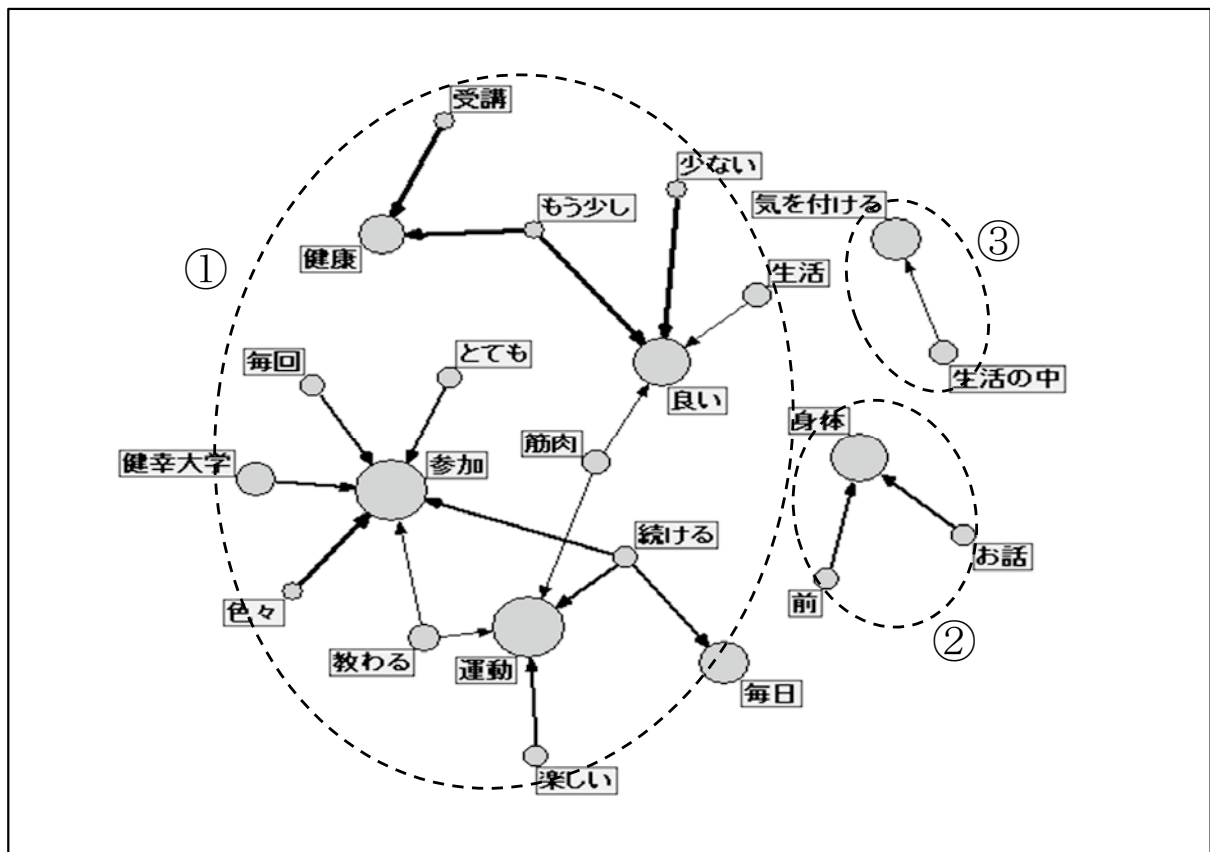 受講
少ない
もう少し
気を付ける
③
健康
①
生活
毎回
とても
生活の中
良い
身体
筋肉
健幸大学
参加
続ける
お話
色々
前
②
教わる
運動
毎日
楽しい